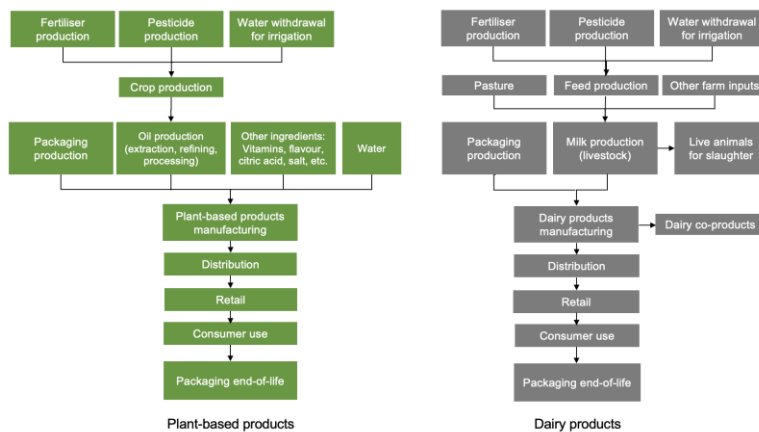 Fertiliser
production
Pesticide
production
Water withdrawal
for irrigation
Crop production
Packaging
production
Oil production
(extraction, refining,
processing)
Other ingredients:
Vitamins, flavour,
citric acid, salt, etc.
Water
Plant-based products
manufacturing
Distribution
Retail
Consumer use
Packaging end-of-life
Plant-based products
Fertiliser
production
Pesticide
production
Water withdrawal
for irrigation
Pasture
Feed production
Other farm inputs
Packaging
production
Milk production
(livestock)
Live animals
for slaughter
Dairy products
manufacturing
Dairy co-products
Distribution
Retail
Consumer use
Packaging end-of-life
Dairy products